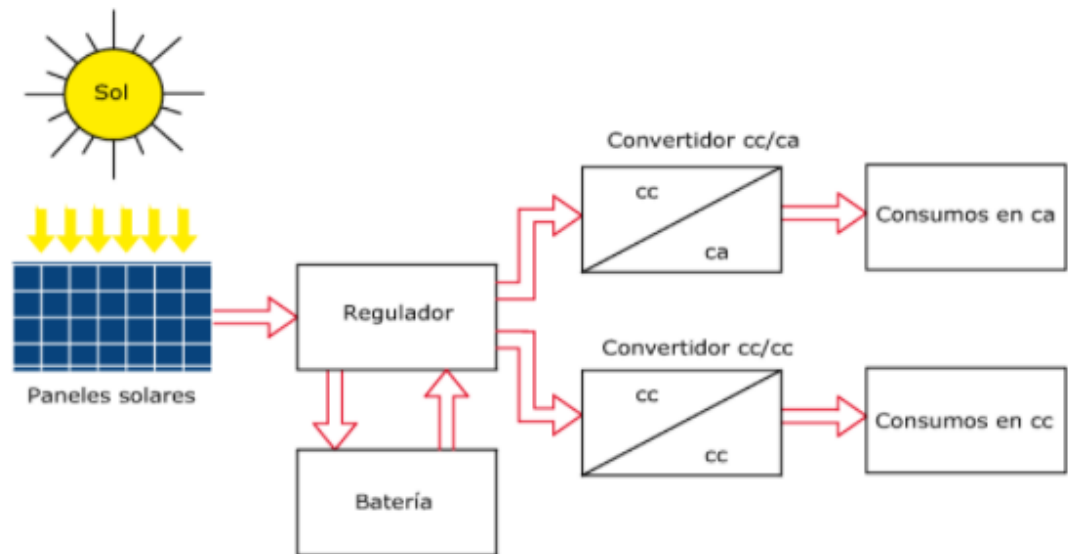 Sol
Convertidor cc/ca
cc
ca
Consumos en ca
Regulador
Convertidor cc/cc
cc
cc
Consumos en cc
Paneles solares
Batería